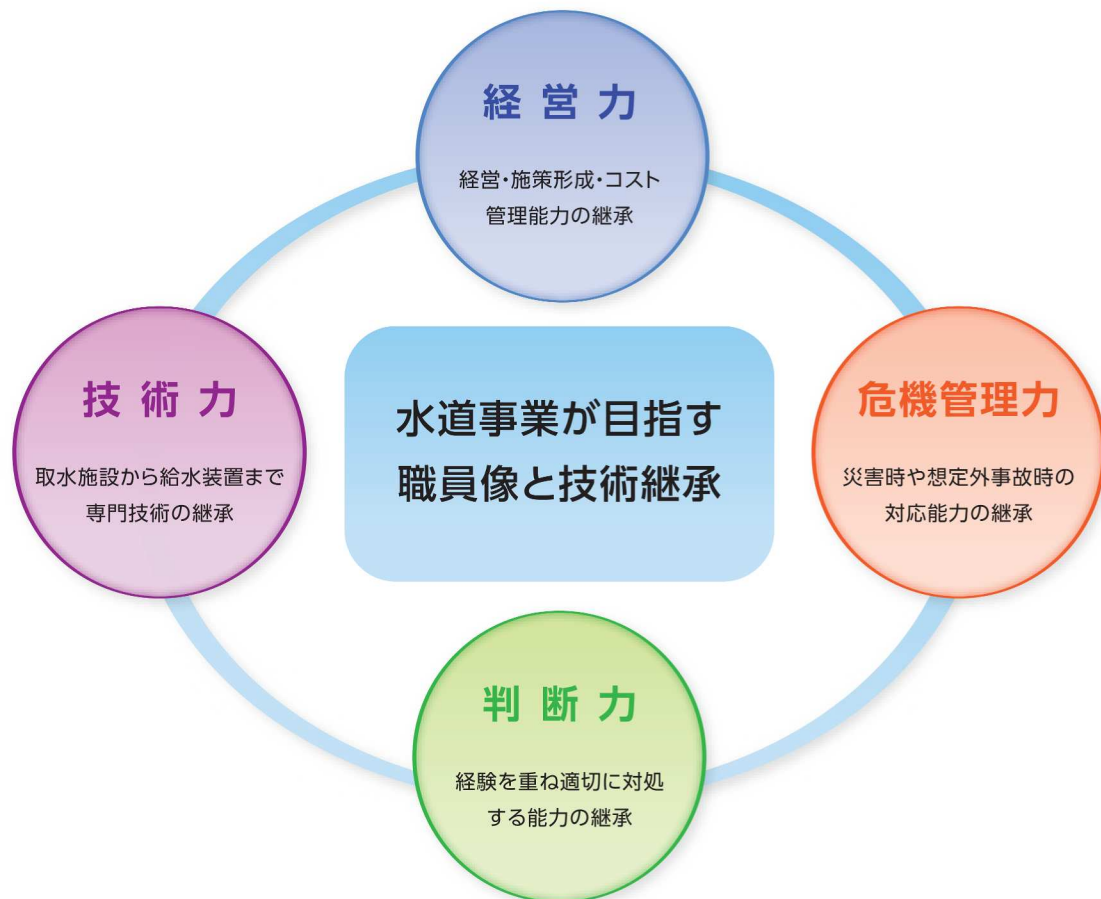 経営力
経営・施策形成・コスト
管理能力の継承
技術力
取水施設から給水装置まで
専門技術の継承
水道事業が目指す
職員像と技術継承
危機管理力
災害時や想定外事故時の
対応能力の継承
判断力
経験を重ね適切に対処
する能力の継承